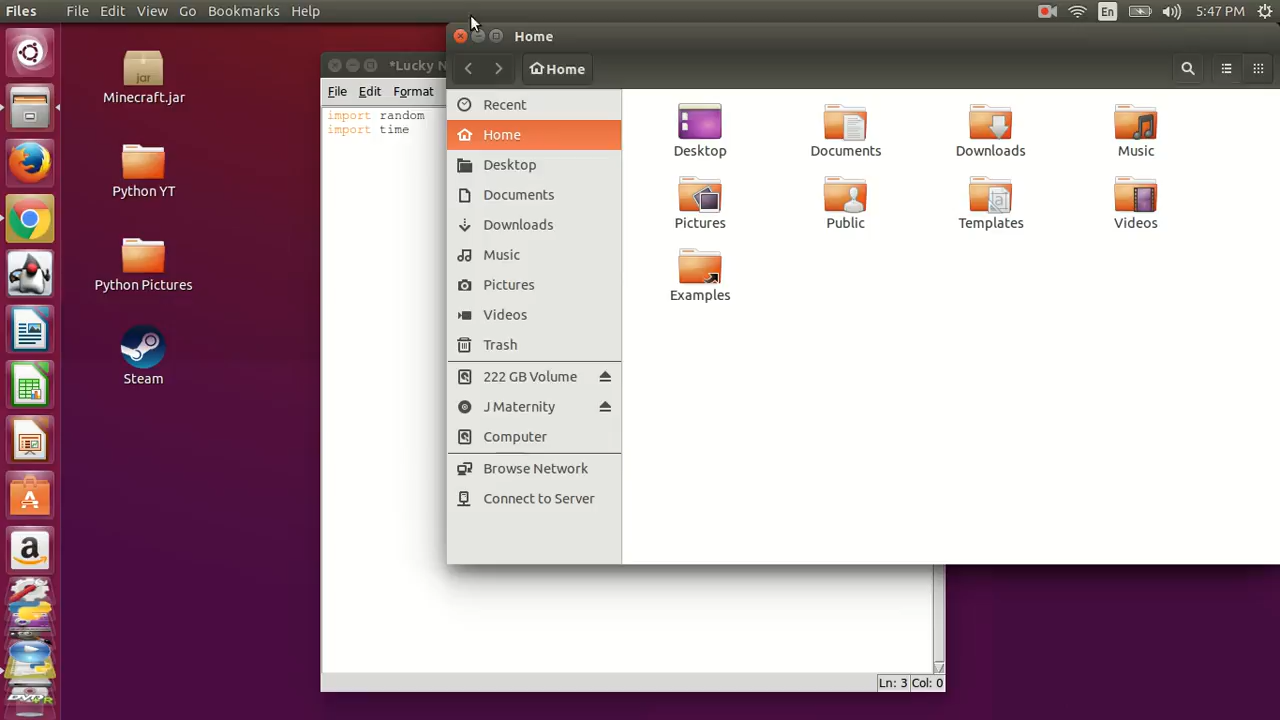 Files File Edit View Go Bookmarks Help En 5:47 PM
jar
Minecraft.jar
Python YT
Python Pictures
Steam
*Lucky N
File Edit Format
import random
import time
Ln: 3 Col: 0
Home
Home
Recent
Home
Desktop
Documents
Downloads
Music
Pictures
Videos
Trash
222 GB Volume
J Maternity
Computer
Browse Network
Connect to Server
Desktop Documents Downloads Music
Pictures Public Templates Videos
Examples